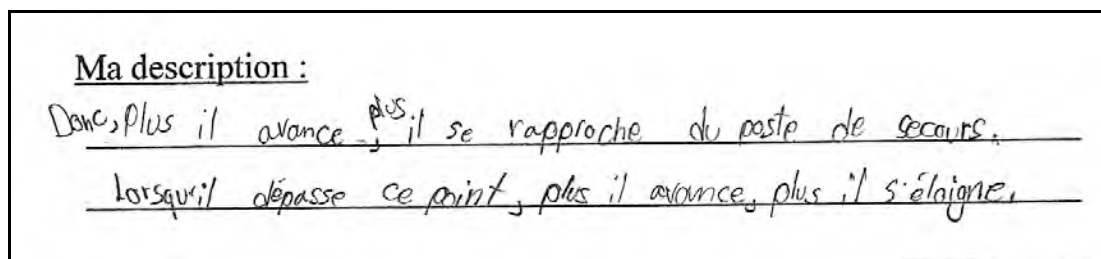 Ma description :
Donc, Plus il avance, plus il se rapproche du poste de secours.
Lorsqu'il dépasse ce point, plus il avance, plus il s'éloigne.